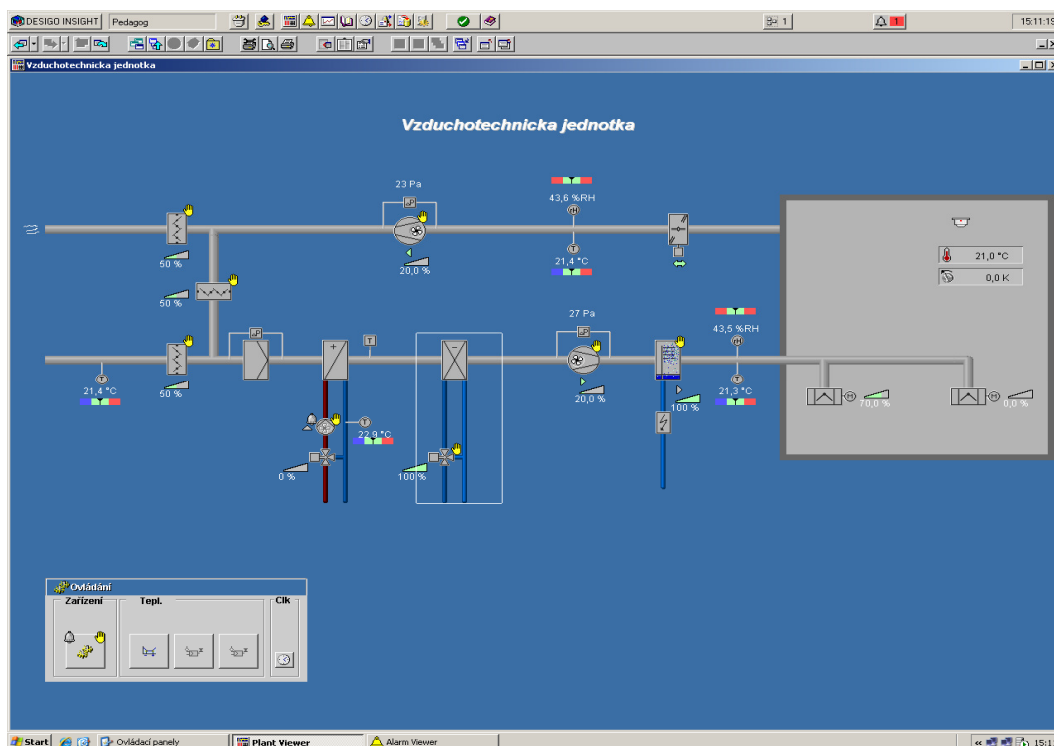 DESIGO INSIGHT Pedagog 1 1 15:11:19
Vzduchotechnicka jednotka
Vzduchotechnicka jednotka
23 Pa
43,6 %RH
50 %
20,0 %
21,4 °C
21,0 °C
0,0 K
50 %
27 Pa
43,5 %RH
21,4 °C
50 %
20,0 %
100 %
21,3 °C
70,0 %
0,0 %
22,9 °C
0 %
100 %
Ovládání
Zařízení Tepl. Clk
Start Ovládací panely Plant Viewer Alarm Viewer